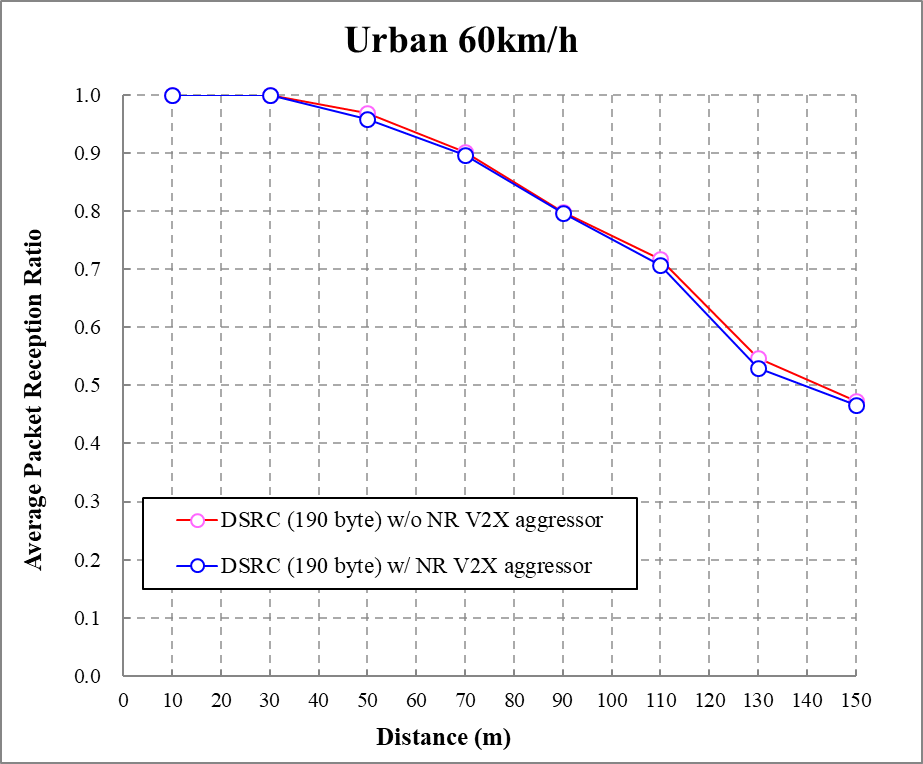 Urban 60km/h
1.0
0.9
0.8
0.7
0.6
0.5
0.4
0.3
0.2
0.1
0.0
Average Packet Reception Ratio
DSRC (190 byte) w/o NR V2X aggressor
DSRC (190 byte) w/ NR V2X aggressor
0 10 20 30 40 50 60 70 80 90 100 110 120 130 140 150
Distance (m)